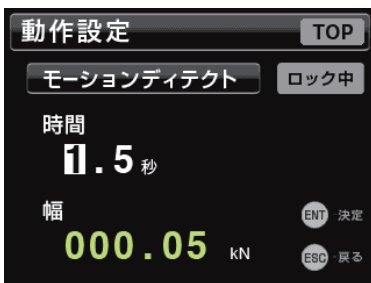 動作設定 TOP
モーションディテクト ロック中
時間
1.5 秒
幅
ENT 決定
000.05 kN
ESC 戻る